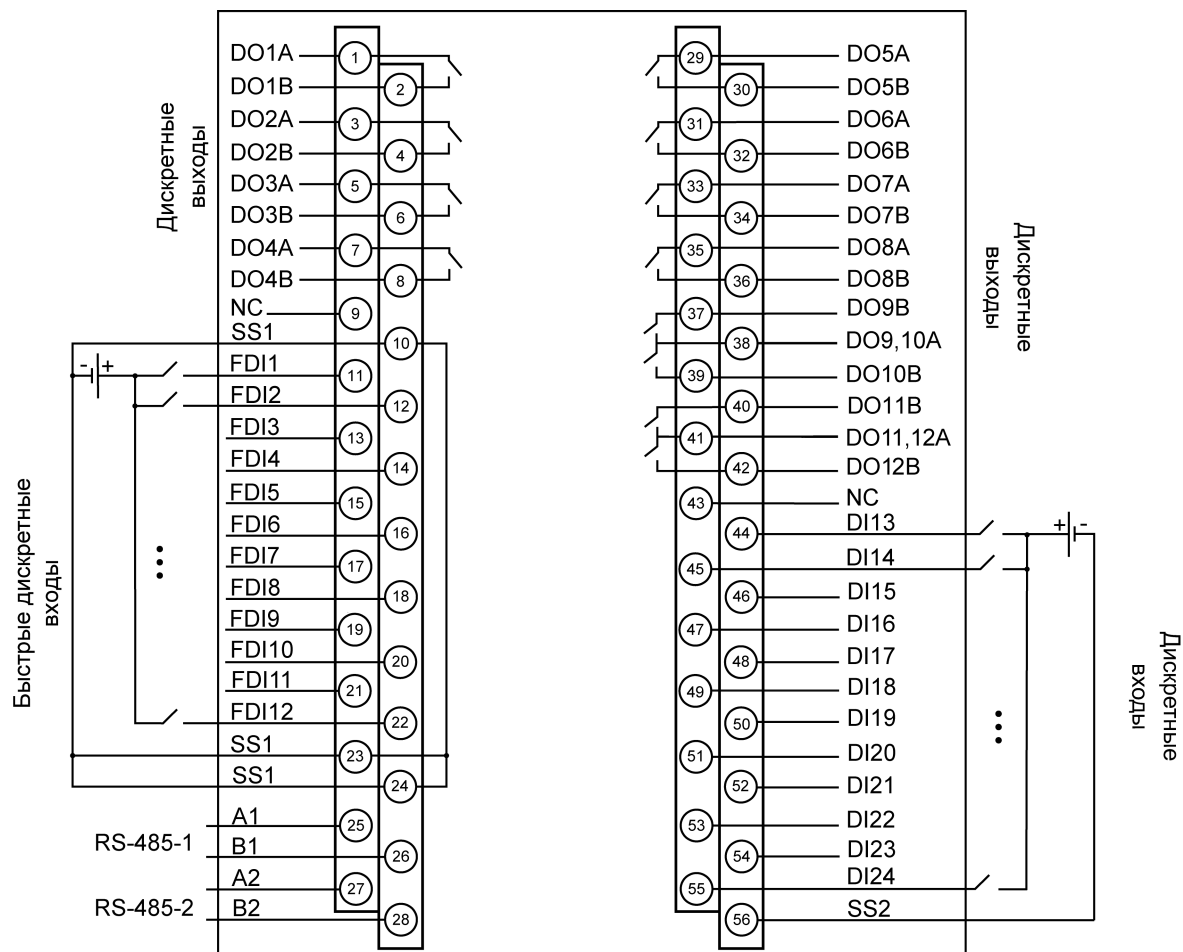 DO1A
1
DO1B
2
DO2A
3
DO2B
4
DO3A
5
DO3B
6
DO4A
7
DO4B
8
NC
9
SS1
10
FDI1
11
FDI2
12
FDI3
13
FDI4
14
FDI5
15
FDI6
16
FDI7
17
FDI8
18
FDI9
19
FDI10
20
FDI11
21
FDI12
22
SS1
23
SS1
24
A1
25
B1
26
A2
27
B2
28
Дискретные
выходы
- +
Быстрые дискретные
входы
RS-485-1
RS-485-2
29
DO5A
30
DO5B
31
DO6A
32
DO6B
33
DO7A
34
DO7B
35
DO8A
36
DO8B
37
DO9B
38
DO9,10A
39
DO10B
40
DO11B
41
DO11,12A
42
DO12B
43
NC
44
DI13
45
DI14
46
DI15
47
DI16
48
DI17
49
DI18
50
DI19
51
DI20
52
DI21
53
DI22
54
DI23
55
DI24
56
SS2
Дискретные
выходы
+ -
Дискретные
входы